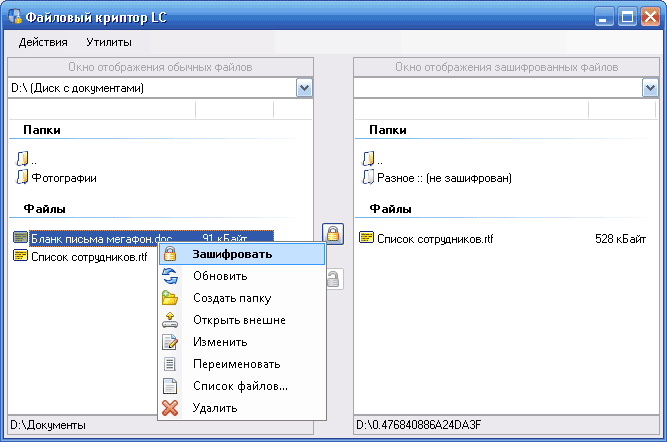 Файловый криптор LC
Действия Утилиты
Окно отображения обычных файлов
D:\ (Диск с документами)
Папки
..
Фотографии
Файлы
Бланк письма мегафон.doc 91 кБайт
Список сотрудников.rtf
Зашифровать
Обновить
Создать папку
Открыть внешне
Изменить
Переименовать
Список файлов...
Удалить
D:\Документы
Окно отображения зашифрованных файлов
Папки
..
Разное :: (не зашифрован)
Файлы
Список сотрудников.rtf 528 кБайт
D:\0.476840886A24DA3F